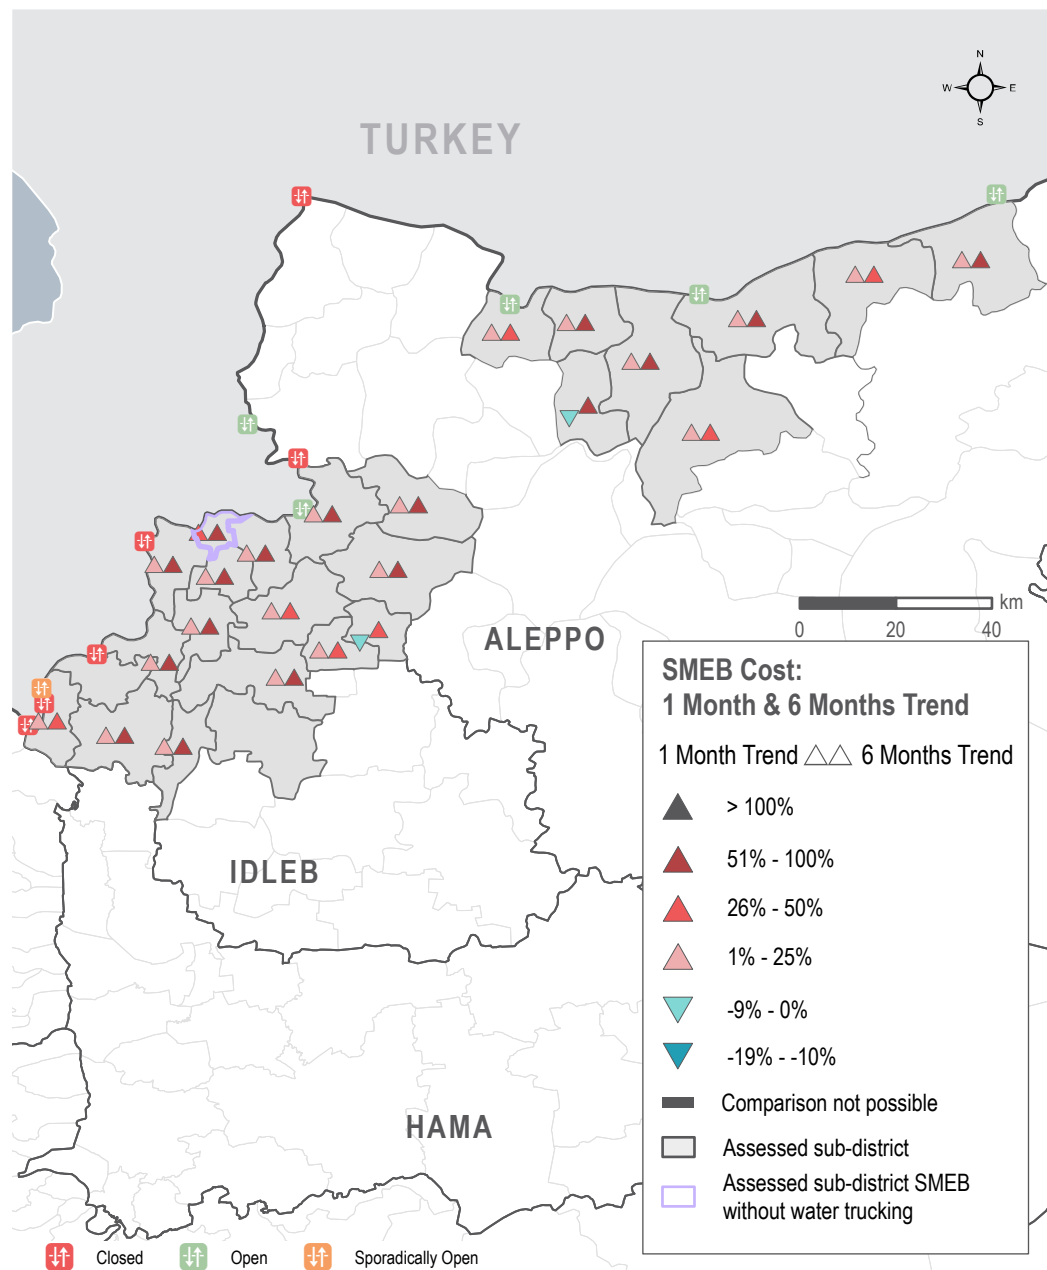 N
W E
S
TURKEY
km
0 20 40
ALEPPO
IDLEB
HAMA
SMEB Cost:
1 Month & 6 Months Trend
1 Month Trend 6 Months Trend
> 100%
51% - 100%
26% - 50%
1% - 25%
-9% - 0%
-19% - -10%
Comparison not possible
Assessed sub-district
Assessed sub-district SMEB
without water trucking
Closed Open Sporadically Open